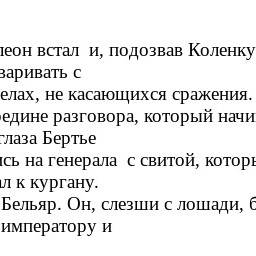 леон встал и, подозвав Коленку
варивать с
елах, не касающихся сражения.
редине разговора, который начи
глаза Бертье
сь на генерала с свитой, котор
л к кургану.
Бельяр. Он, слезши с лошади, б
императору и